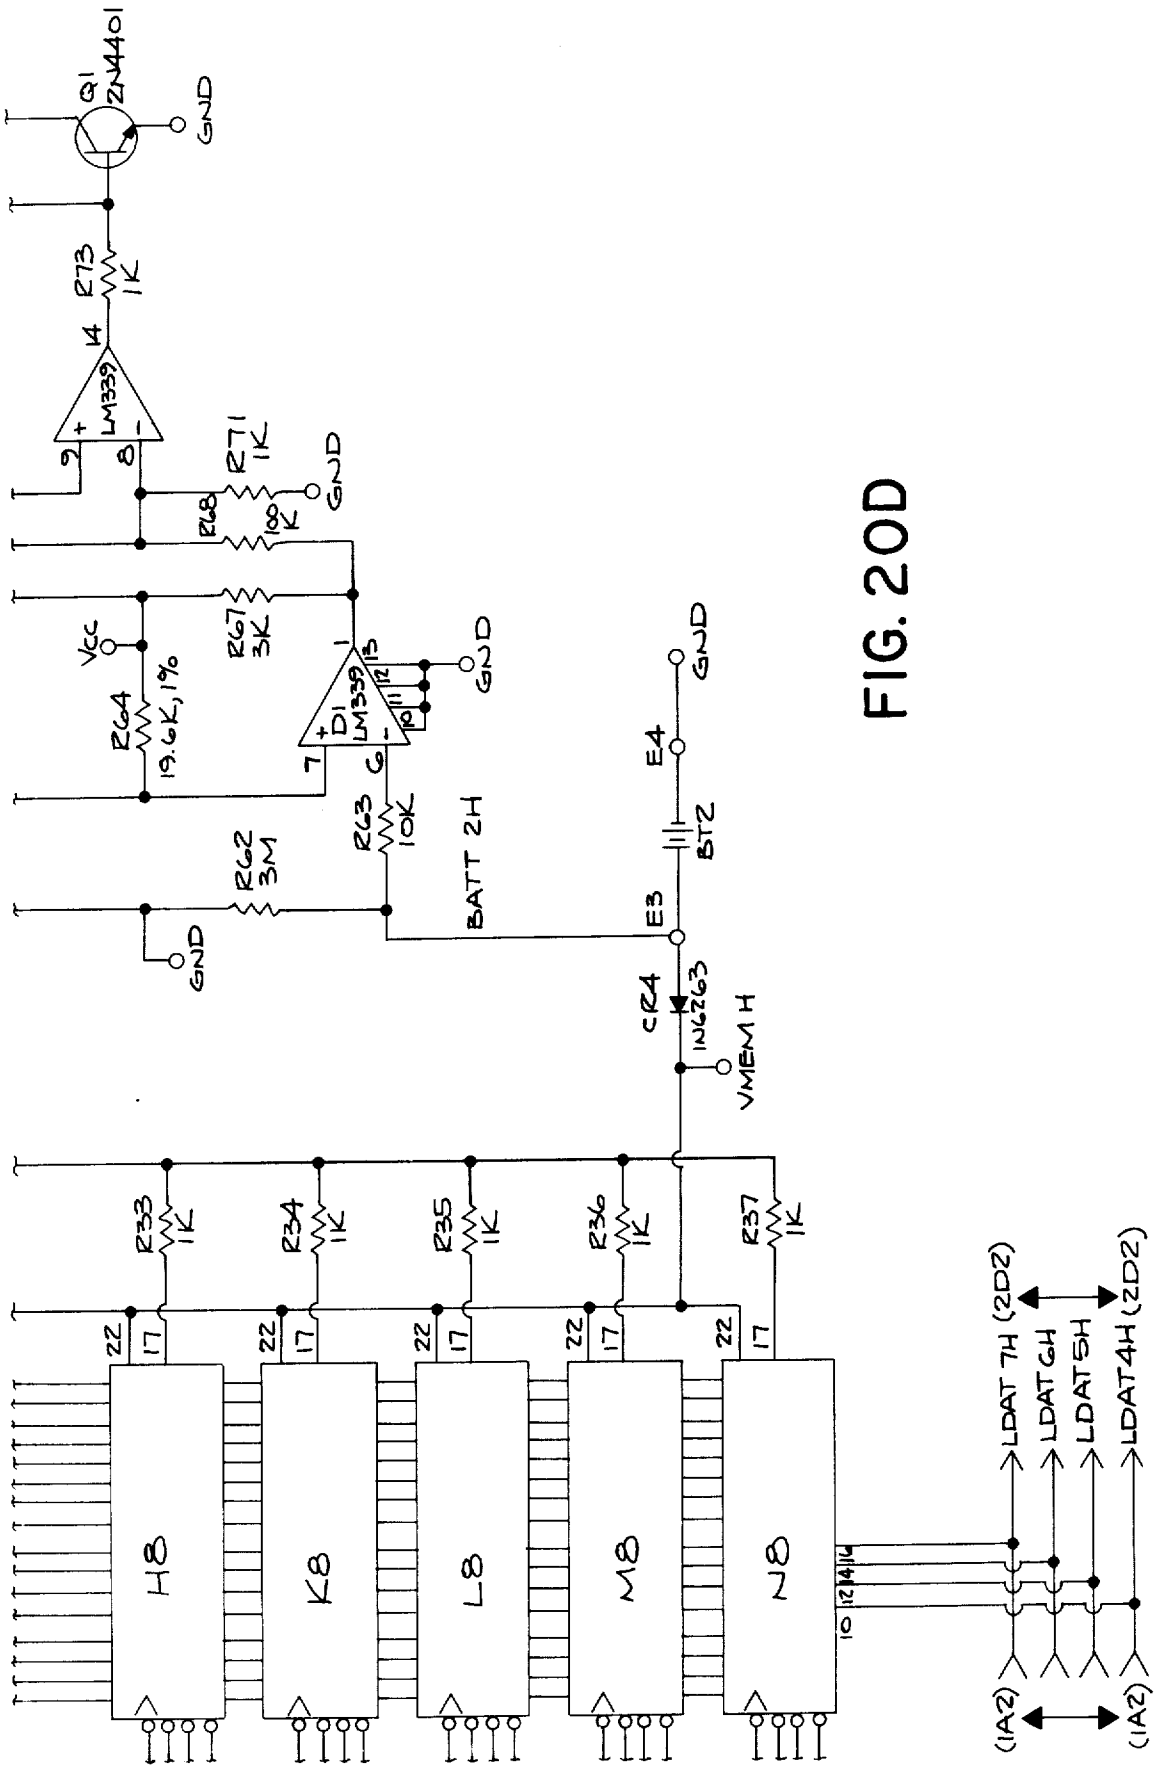 Q1
2N4401
GND
R73
1K
14
LM339
+
-
9
8
R71
1K
GND
R68
100
K
VCC
R67
3K
R64
19.6K,1%
1
13
12
11
10
GND
D1
LM339
+
-
7
6
R63
10K
R62
3M
GND
BATT 2H
E4
GND
BT2
E3
CR4
1N6263
VMEM H
R33
1K
R34
1K
R35
1K
R36
1K
R37
1K
22
17
22
17
22
17
22
17
22
17
H8
K8
L8
M8
N8
16
14
12
10
LDAT 7H (2D2)
LDAT 6H
LDAT 5H
LDAT 4H (2D2)
(1A2)
(1A2)
FIG. 20D